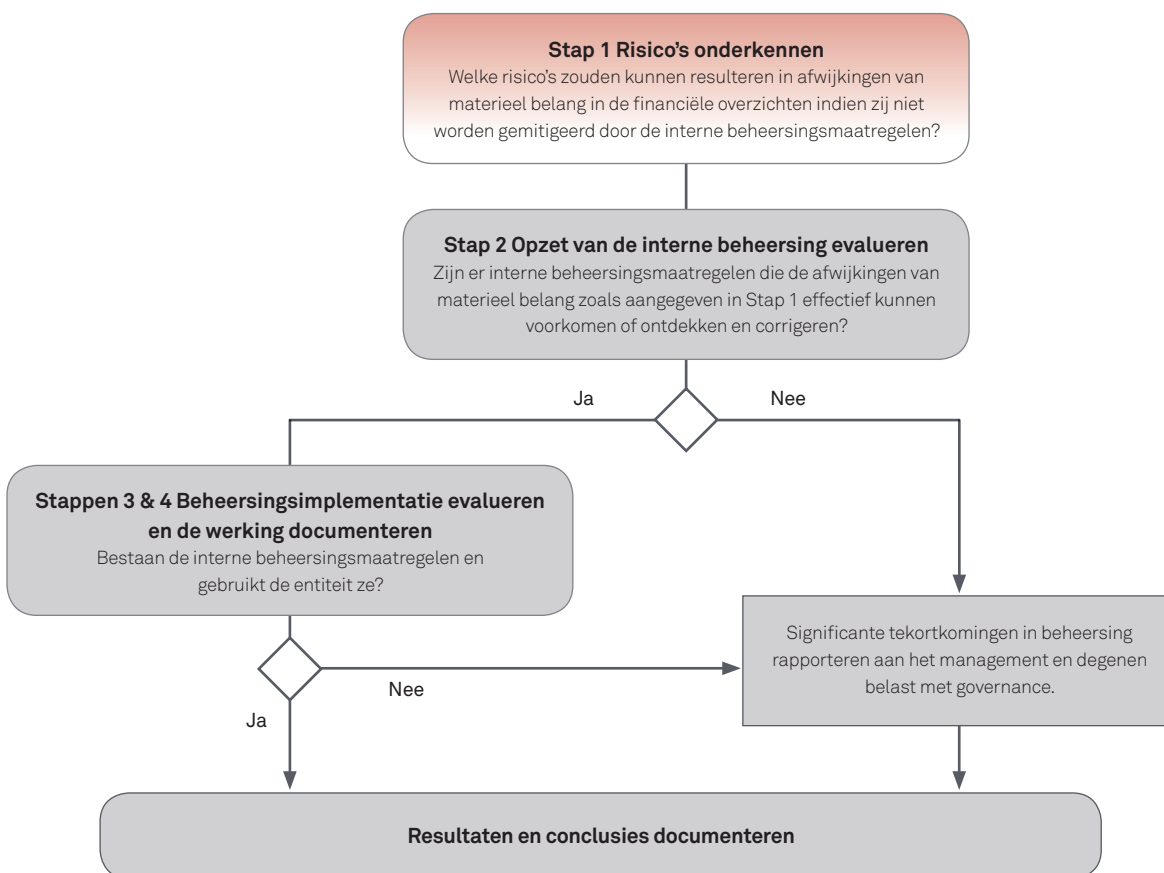 Stap 1 Risico's onderkennen
Welke risico's zouden kunnen resulteren in afwijkingen van
materieel belang in de financiële overzichten indien zij niet
worden gemitigeerd door de interne beheersingsmaatregelen?
Stap 2 Opzet van de interne beheersing evalueren
Zijn er interne beheersingsmaatregelen die de afwijkingen van
materieel belang zoals aangegeven in Stap 1 effectief kunnen
voorkomen of ontdekken en corrigeren?
Ja
Nee
Stappen 3 & 4 Beheersingsimplementatie evalueren
en de werking documenteren
Bestaan de interne beheersingsmaatregelen en
gebruikt de entiteit ze?
Significante tekortkomingen in beheersing
rapporteren aan het management en degenen
belast met governance.
Nee
Ja
Resultaten en conclusies documenteren